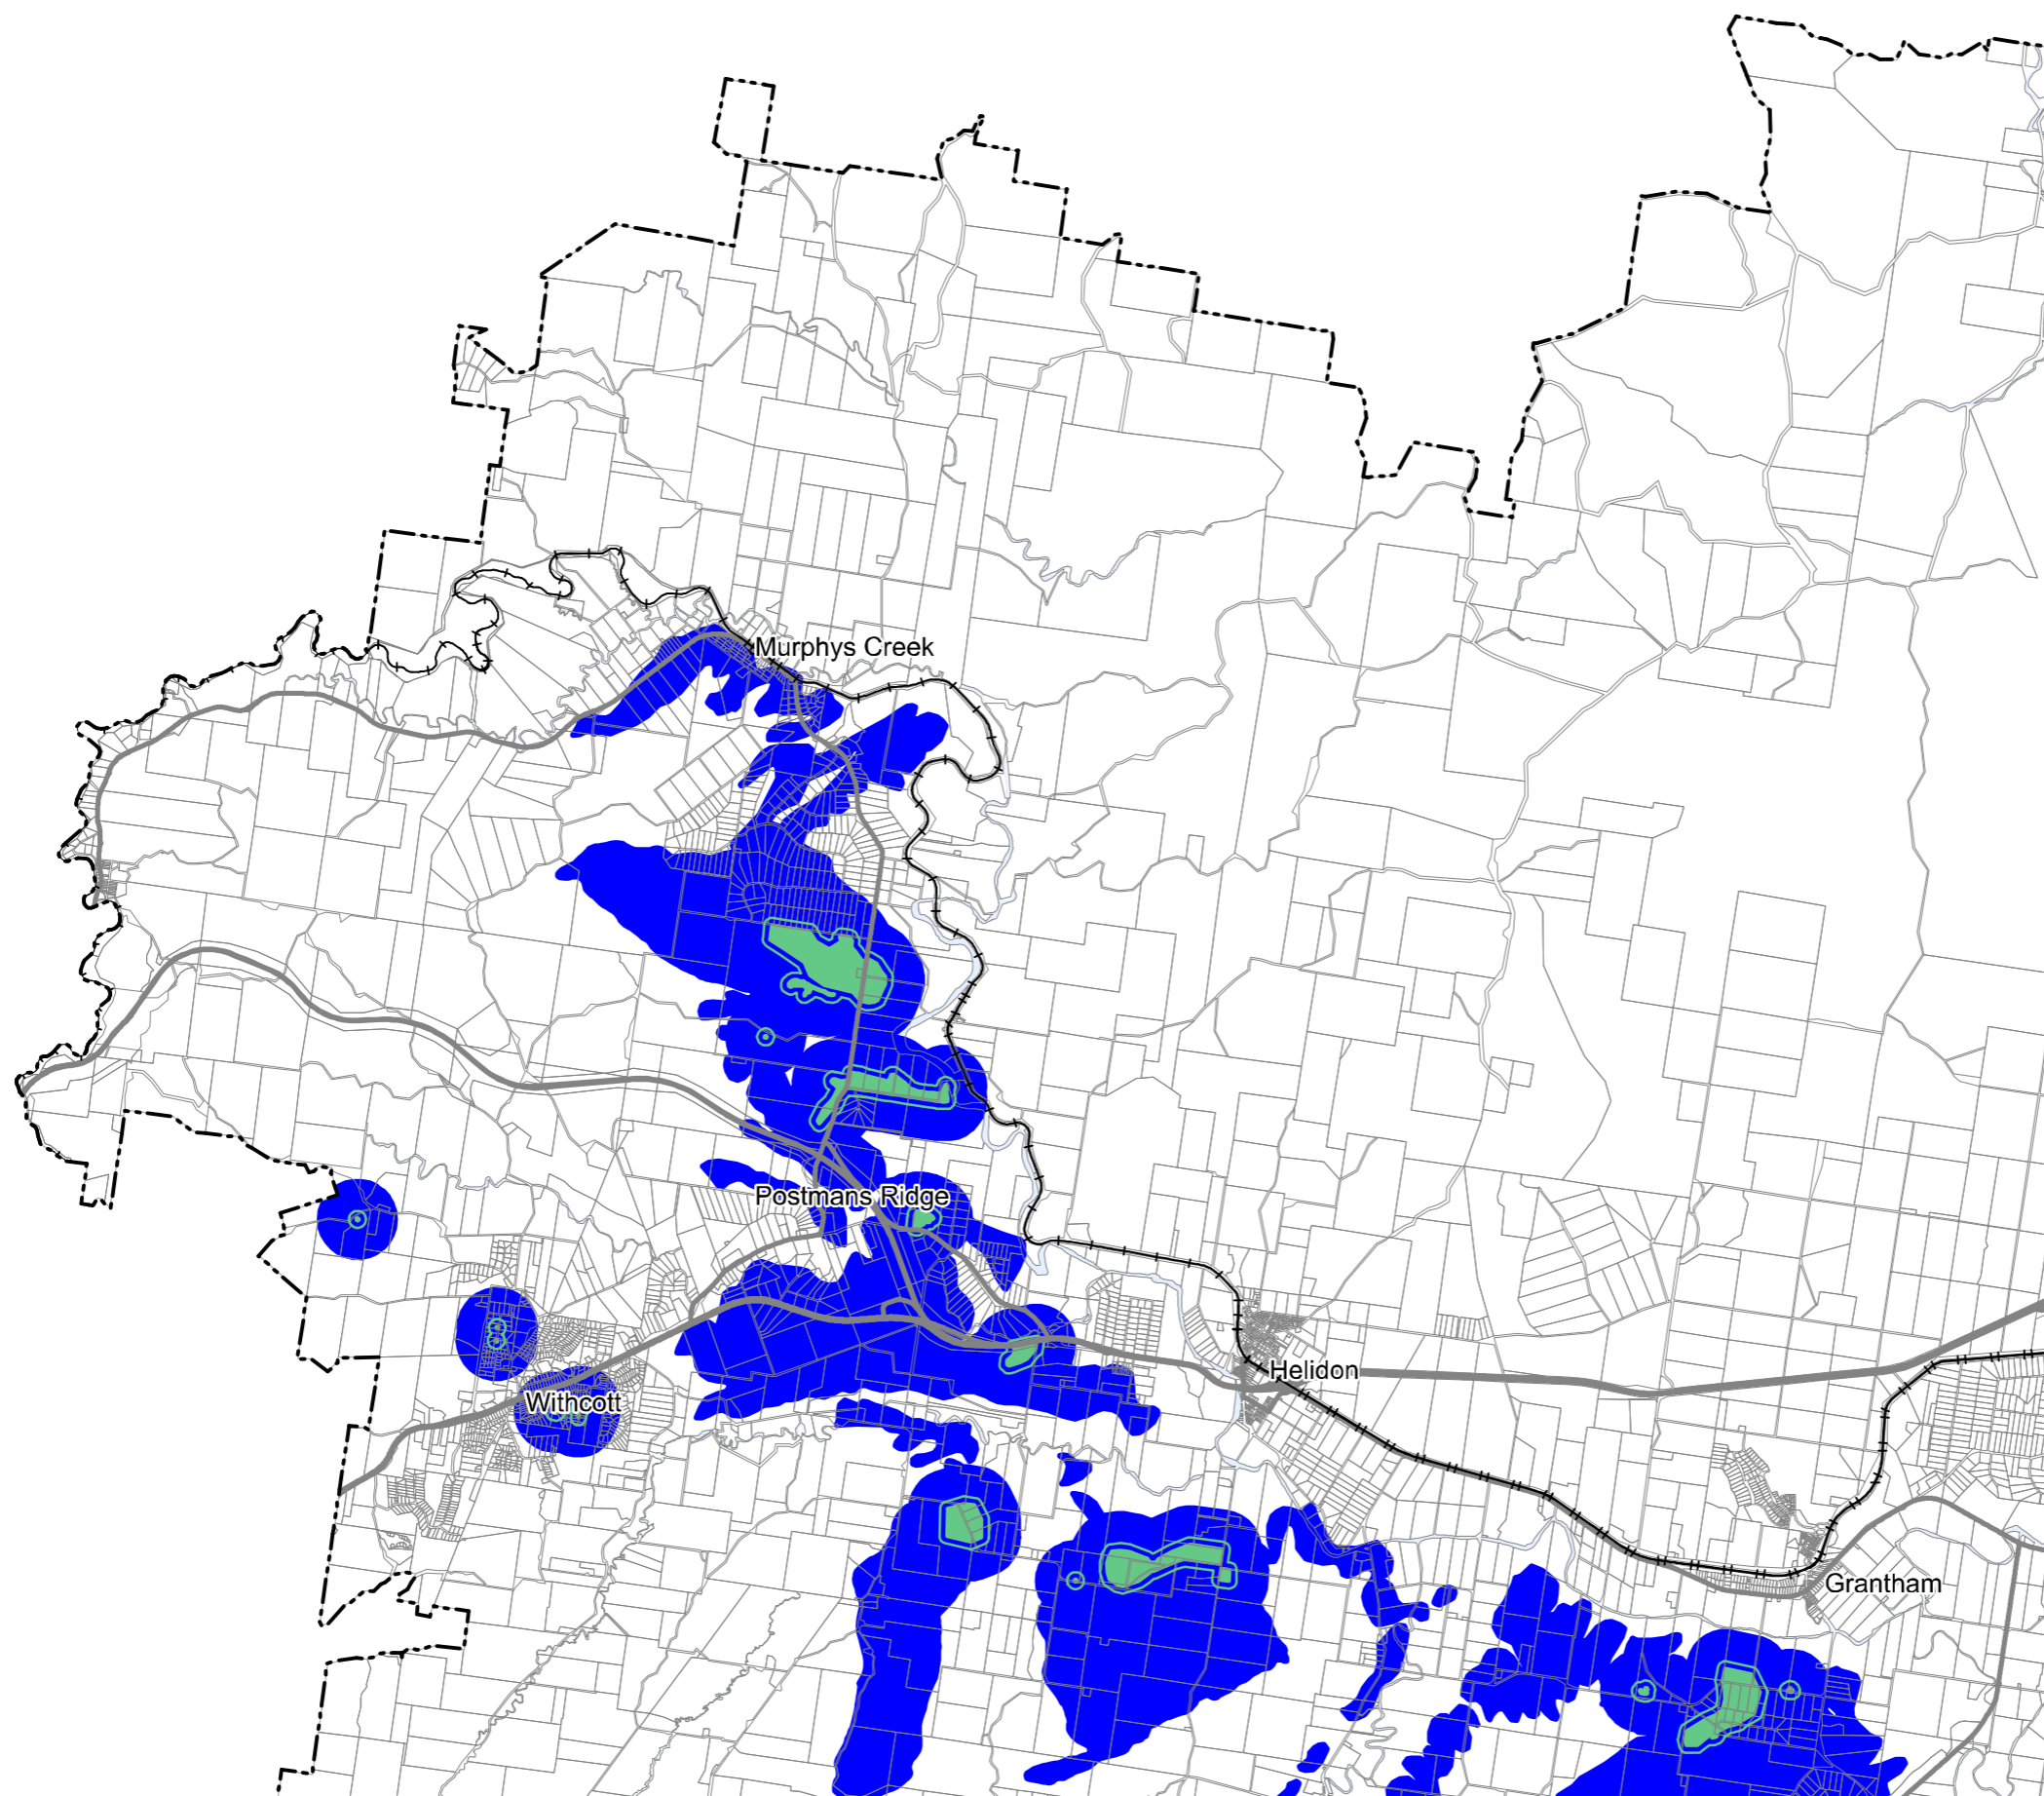 Murphys Creek
Postmans Ridge
Helidon
Withcott
Grantham